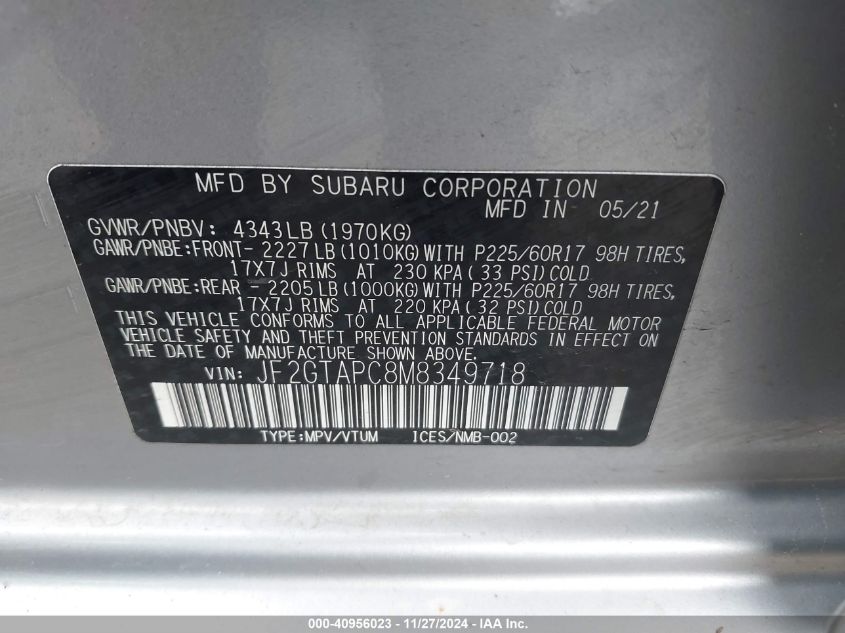 MFD BY SUBARU CORPORATION
MFD IN- 05/21
GVWR/PNBV: 4343LB (1970KG)
GAWR/PNBE:FRONT- 2227LB (1010KG) WITH P225/60R17 98H TIRES,
17X7J RIMS AT 230 KPA (33 PSI) COLD
GAWR/PNBE:REAR - 2205LB (1000KG) WITH P225/60R17 98H TIRES,
17X7J RIMS AT 220 KPA (32 PSI) COLD
THIS VEHICLE CONFORMS TO ALL APPLICABLE FEDERAL MOTOR
VEHICLE SAFETY AND THEFT PREVENTION STANDARDS IN EFFECT ON
THE DATE OF MANUFACTURE SHOWN ABOVE.
VIN: JF2GTAPC8M8349718
TYPE:MPV/VTUM ICES/NMB-002
000-40956023 - 11/27/2024 - IAA Inc.